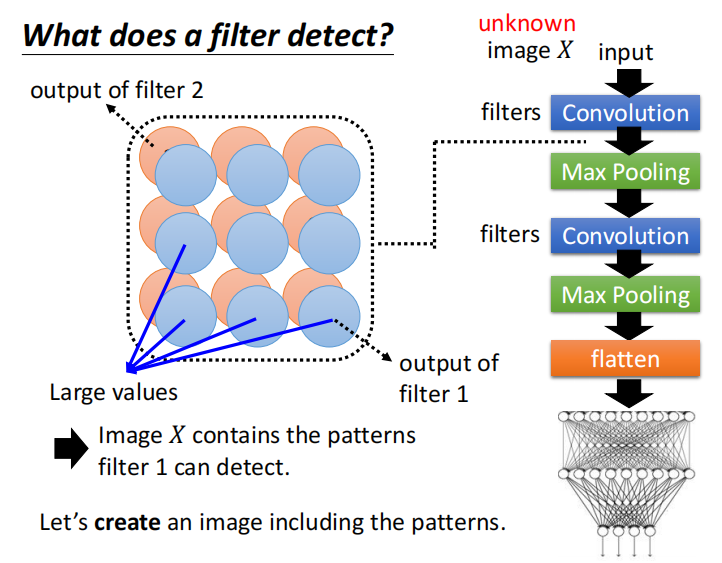 What does a filter detect?
output of filter 2
output of
filter 1
Large values
Image X contains the patterns
filter 1 can detect.
Let's create an image including the patterns.
unknown
image X
input
filters
Convolution
Max Pooling
filters
Convolution
Max Pooling
flatten